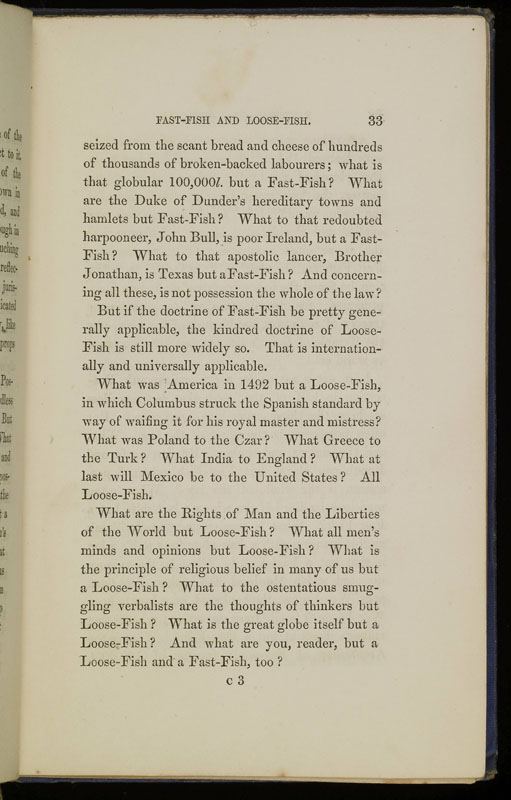 FAST-FISH AND LOOSE-FISH. 33
seized from the scant bread and cheese of hundreds
of thousands of broken-backed labourers; what is
that globular 100,000l. but a Fast-Fish? What
are the Duke of Dunder's hereditary towns and
hamlets but Fast-Fish? What to that redoubted
harpooneer, John Bull, is poor Ireland, but a Fast-
Fish? What to that apostolic lancer, Brother
Jonathan, is Texas but a Fast-Fish? And concern-
ing all these, is not possession the whole of the law?
But if the doctrine of Fast-Fish be pretty gene-
rally applicable, the kindred doctrine of Loose-
Fish is still more widely so. That is internation-
ally and universally applicable.
What was America in 1492 but a Loose-Fish,
in which Columbus struck the Spanish standard by
way of waifing it for his royal master and mistress?
What was Poland to the Czar? What Greece to
the Turk? What India to England? What at
last will Mexico be to the United States? All
Loose-Fish.
What are the Rights of Man and the Liberties
of the World but Loose-Fish? What all men's
minds and opinions but Loose-Fish? What is
the principle of religious belief in many of us but
a Loose-Fish? What to the ostentatious smug-
gling verbalists are the thoughts of thinkers but
Loose-Fish? What is the great globe itself but a
Loose-Fish? And what are you, reader, but a
Loose-Fish and a Fast-Fish, too?
C 3